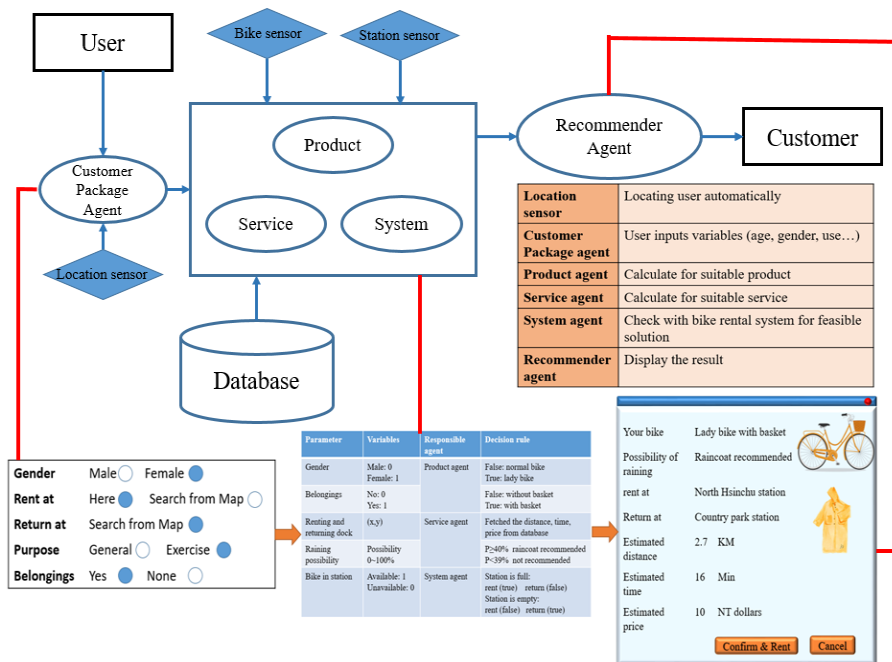 User
Bike sensor
Station sensor
Product
Service
System
Customer
Package
Agent
Location sensor
Database
Recommender
Agent
Customer
Location
sensor
Locating user automatically
Customer
Package agent
User inputs variables (age, gender, use…)
Product agent
Calculate for suitable product
Service agent
Calculate for suitable service
System agent
Check with bike rental system for feasible
solution
Recommender
agent
Display the result
Gender Male Female
Rent at Here Search from Map
Return at Search from Map
Purpose General Exercise
Belongings Yes None
Parameter Variables Responsible
agent Decision rule
Gender Male: 0
Female: 1
Product agent
False: normal bike
True: lady bike
Belongings No: 0
Yes: 1
False: without basket
True: with basket
Renting and
returning dock
(x,y)
Service agent
Fetched the distance, time,
price from database
Raining
possibility
Possibility
0~100%
P≥40% raincoat recommended
P<39% not recommended
Bike in station
Available: 1
Unavailable: 0
System agent
Station is full:
rent (true) return (false)
Station is empty:
rent (false) return (true)
Your bike Lady bike with basket
Possibility of
raining
Raincoat recommended
rent at North Hsinchu station
Return at Country park station
Estimated
distance
2.7 KM
Estimated
time
16 Min
Estimated
price
10 NT dollars
Confirm & Rent
Cancel